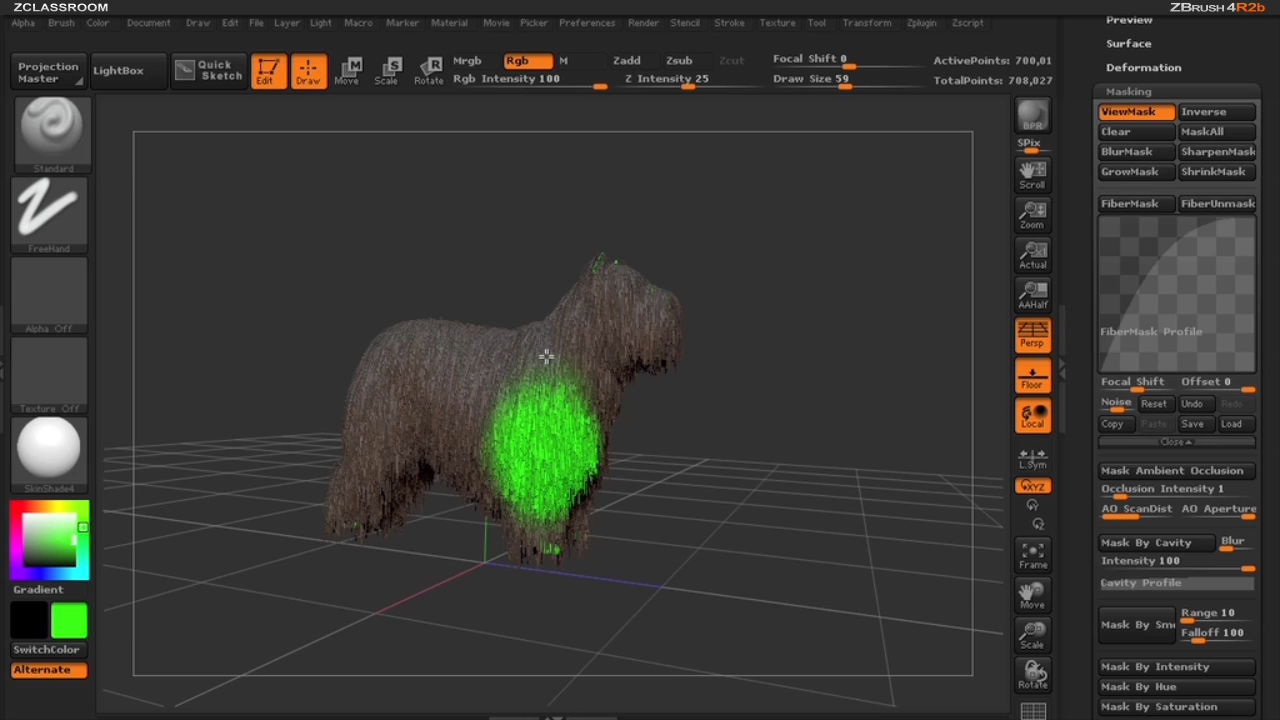 ZCLASSROOM
ZBRUSH 4R2b
Alpha Brush Color Document Draw Edit File Layer Light Macro Marker Material Movie Picker Preferences Render Stencil Stroke Texture Tool Transform Zplugin Zscript
Projection Master
LightBox
Quick Sketch
Edit
Draw
Move
Scale
Rotate
Mrgb Rgb M
Rgb Intensity 100
Zadd Zsub Zcut
Z Intensity 25
Focal Shift 0
Draw Size 59
ActivePoints: 700,01
TotalPoints: 708,027
Standard
FreeHand
Alpha Off
Texture Off
SkinShade4
Gradient
SwitchColor
Alternate
BPR
SPix
Scroll
Zoom
Actual
AAHalf
Persp
Floor
Local
L.Sym
XYZ
Frame
Move
Scale
Rotate
Preview
Surface
Deformation
Masking
ViewMask Inverse
Clear MaskAll
BlurMask SharpenMask
GrowMask ShrinkMask
FiberMask FiberUnmask
FiberMask Profile
Focal Shift Offset 0
Noise Reset Undo Redo
Copy Paste Save Load
Close
Mask Ambient Occlusion
Occlusion Intensity 1
AO ScanDist AO Aperture
Mask By Cavity Blur
Intensity 100
Cavity Profile
Mask By Smo Range 10
Falloff 100
Mask By Intensity
Mask By Hue
Mask By Saturation